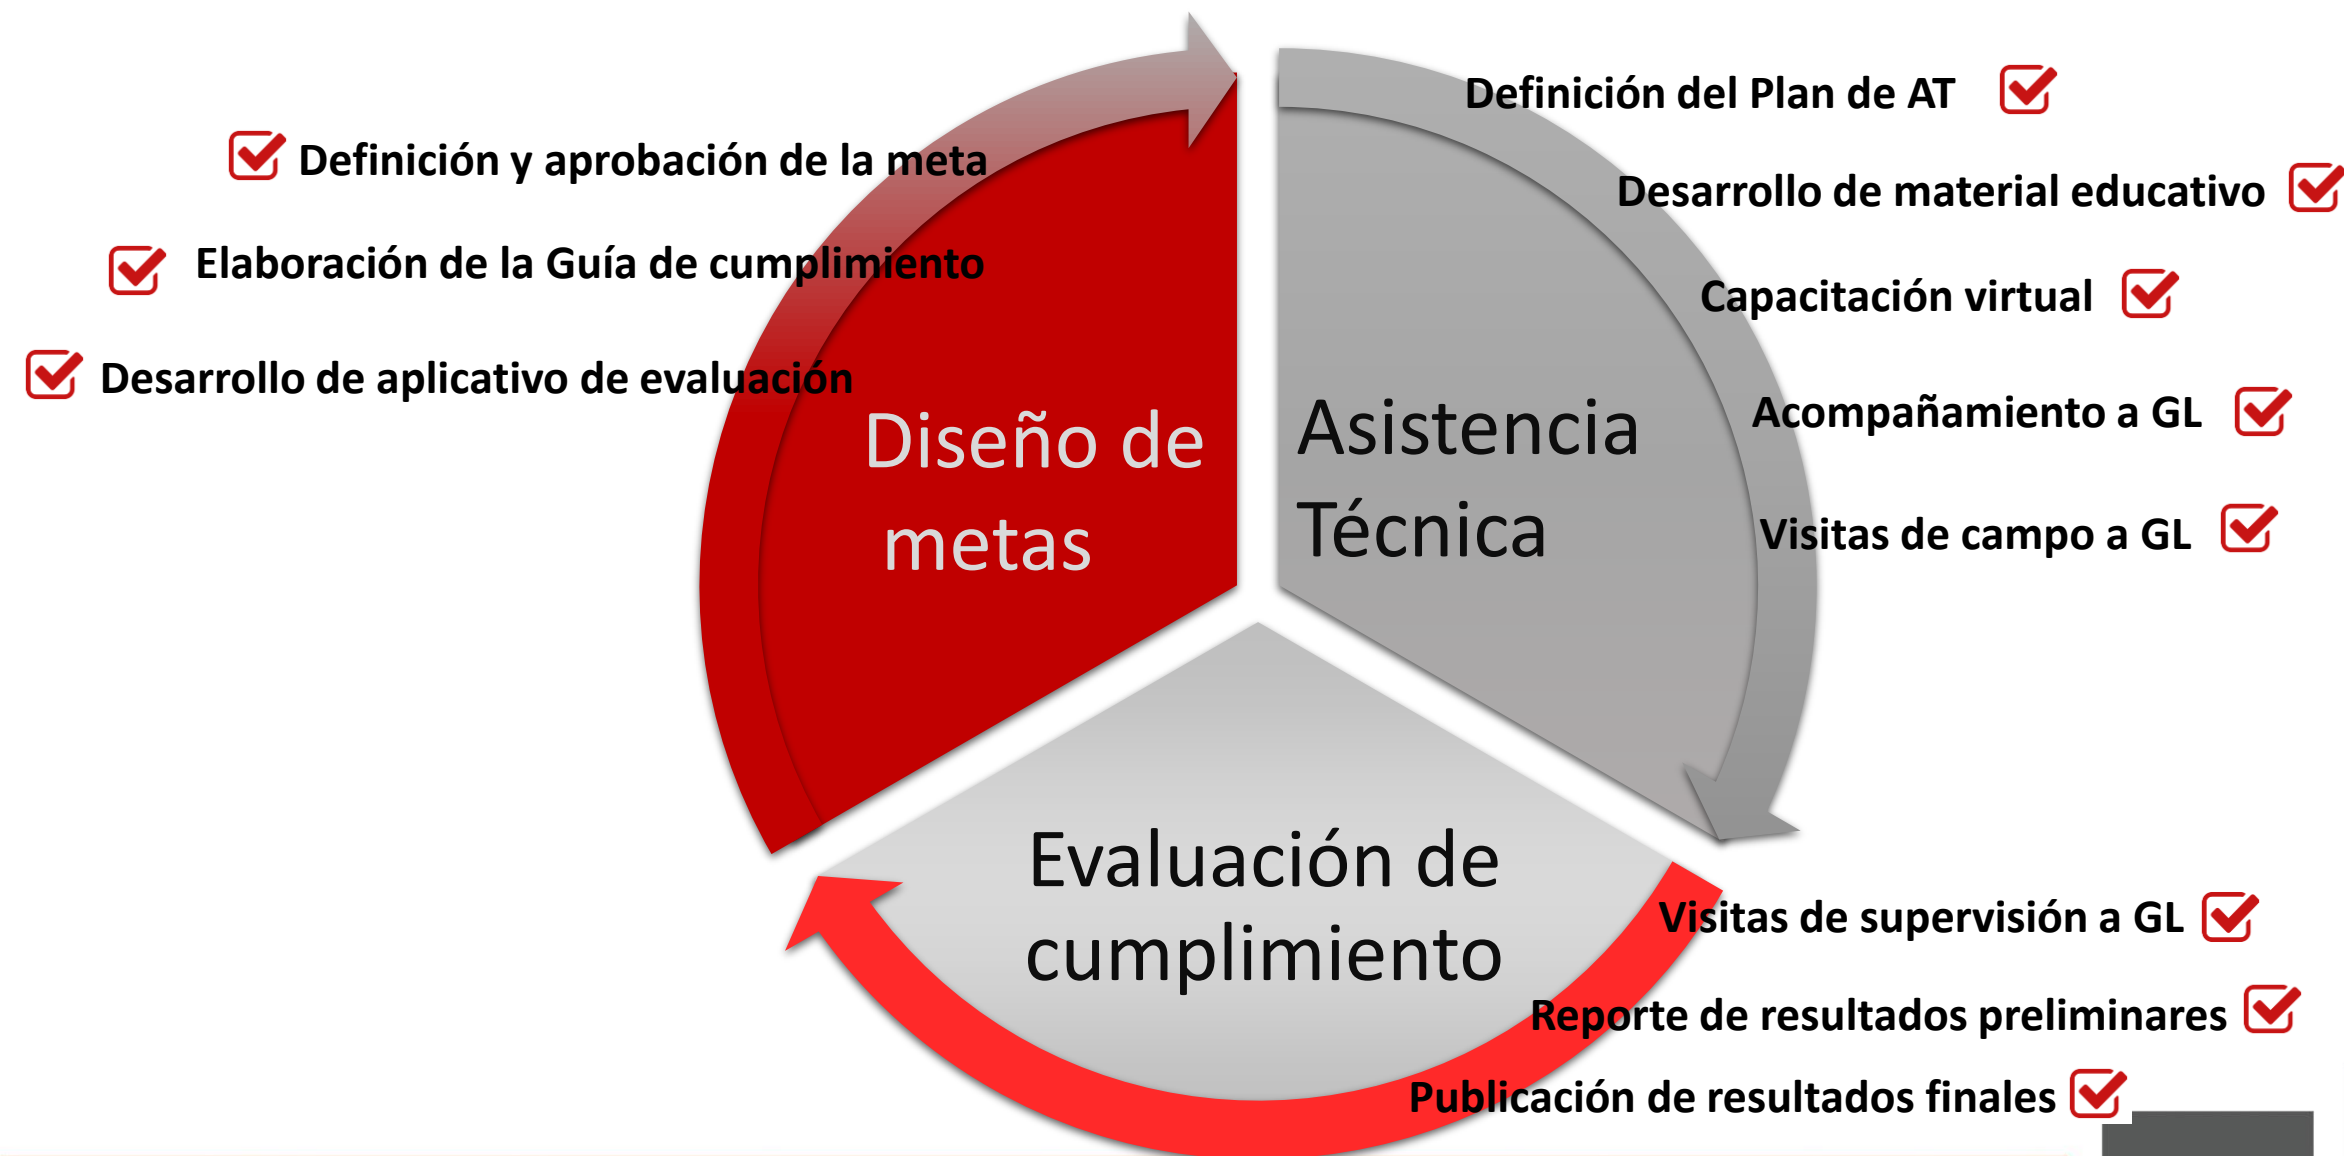 Definición y aprobación de la meta
Elaboración de la Guía de cumplimiento
Desarrollo de aplicativo de evaluación
Diseño de
metas
Definición del Plan de AT
Desarrollo de material educativo
Capacitación virtual
Acompañamiento a GL
Visitas de campo a GL
Asistencia
Técnica
Evaluación de
cumplimiento
Visitas de supervisión a GL
Reporte de resultados preliminares
Publicación de resultados finales